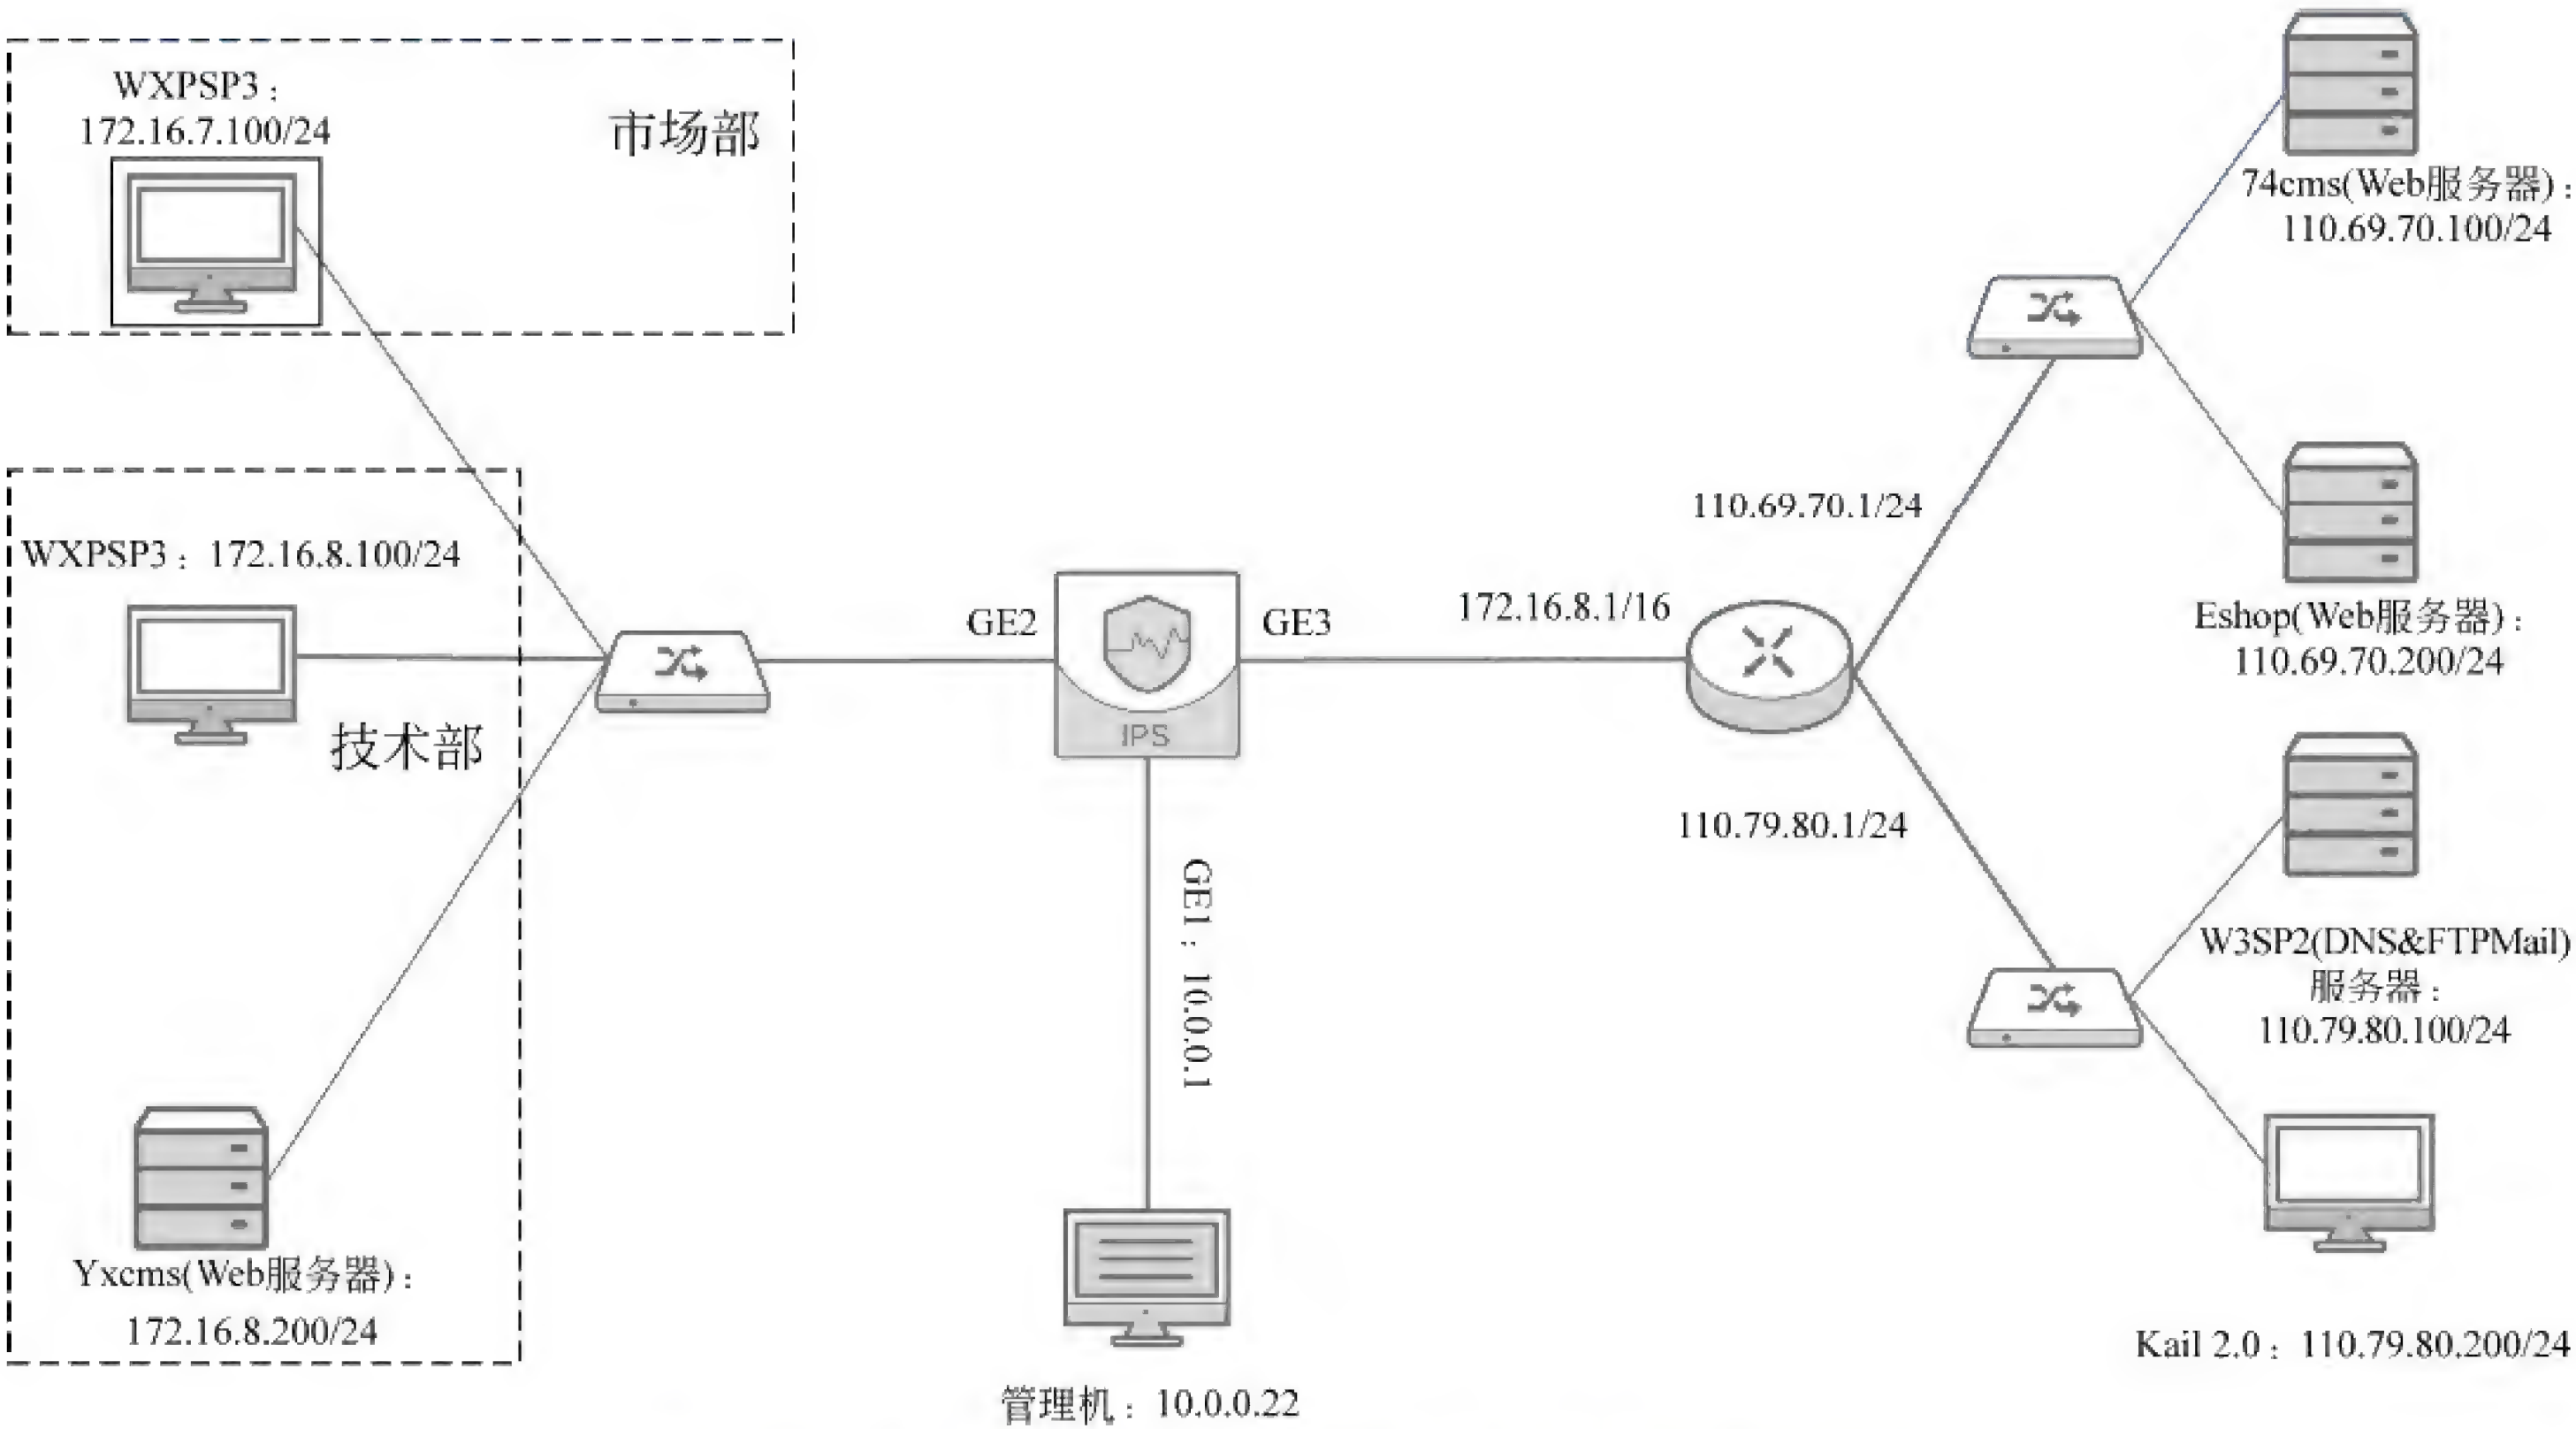 WXPSP3：
172.16.7.100/24
市场部
WXPSP3：172.16.8.100/24
技术部
Yxcms(Web服务器)：
172.16.8.200/24
GE2
IPS
GE3
GE1：10.0.0.1
管理机：10.0.0.22
172.16.8.1/16
110.69.70.1/24
110.79.80.1/24
74cms(Web服务器)：
110.69.70.100/24
Eshop(Web服务器)：
110.69.70.200/24
W3SP2(DNS&FTPMail)
服务器：
110.79.80.100/24
Kail 2.0：110.79.80.200/24